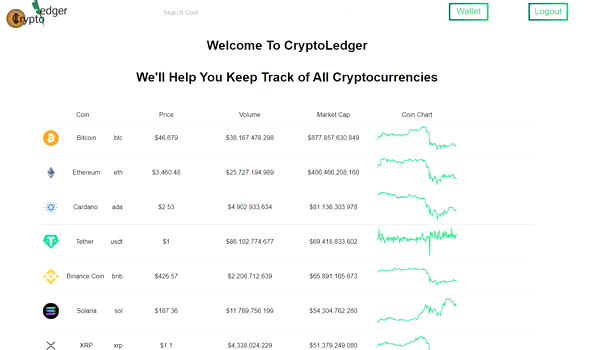 Crypto
Ledger
Search Coin
Wallet
Logout
Welcome To CryptoLedger
We'll Help You Keep Track of All Cryptocurrencies
Coin Price Volume Market Cap Coin Chart
Bitcoin btc $46,679 $38,167,478,298 $877,857,630,849
Ethereum eth $3,460.48 $25,727,194,989 $406,466,208,160
Cardano ada $2.53 $4,902,933,634 $81,136,303,978
Tether usdt $1 $86,102,774,677 $69,418,833,602
Binance Coin bnb $426.57 $2,206,712,639 $65,891,165,673
Solana sol $187.36 $11,769,756,199 $54,304,762,280
XRP xrp $1.1 $4,338,024,229 $51,379,249,080